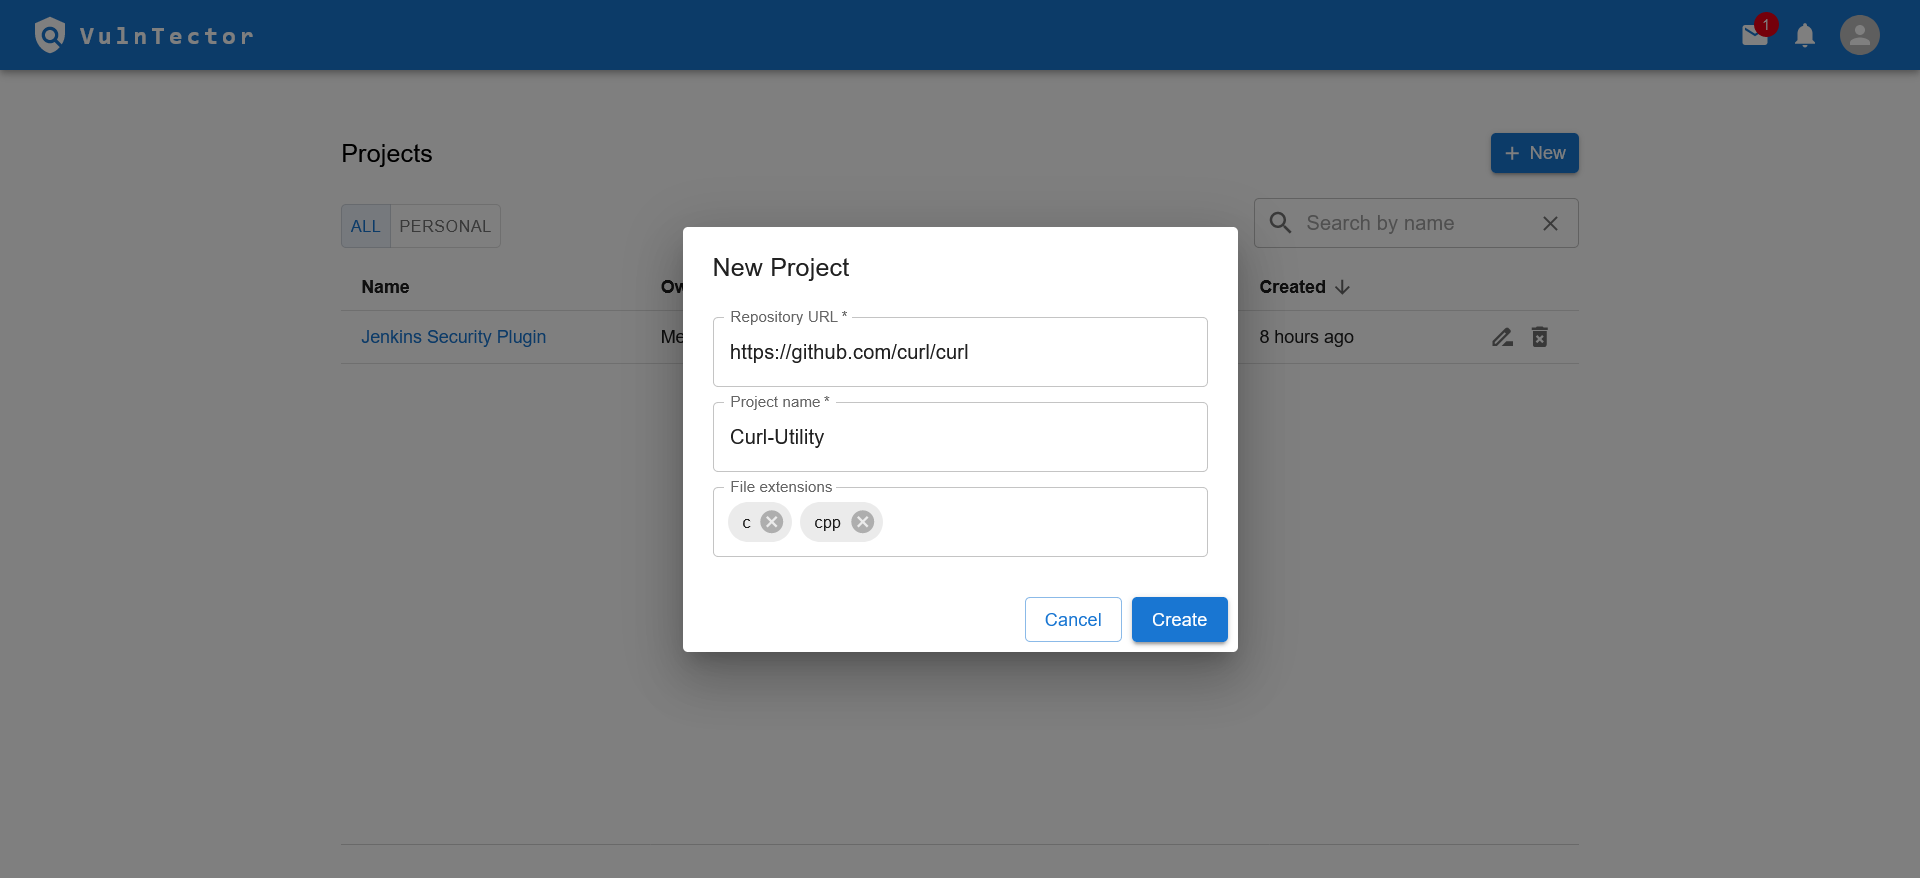 VulnTector
1
Projects
+ New
ALL PERSONAL
Search by name
Name
Ow
Created
Jenkins Security Plugin
Me
8 hours ago
New Project
Repository URL *
https://github.com/curl/curl
Project name *
Curl-Utility
File extensions
c cpp
Cancel Create